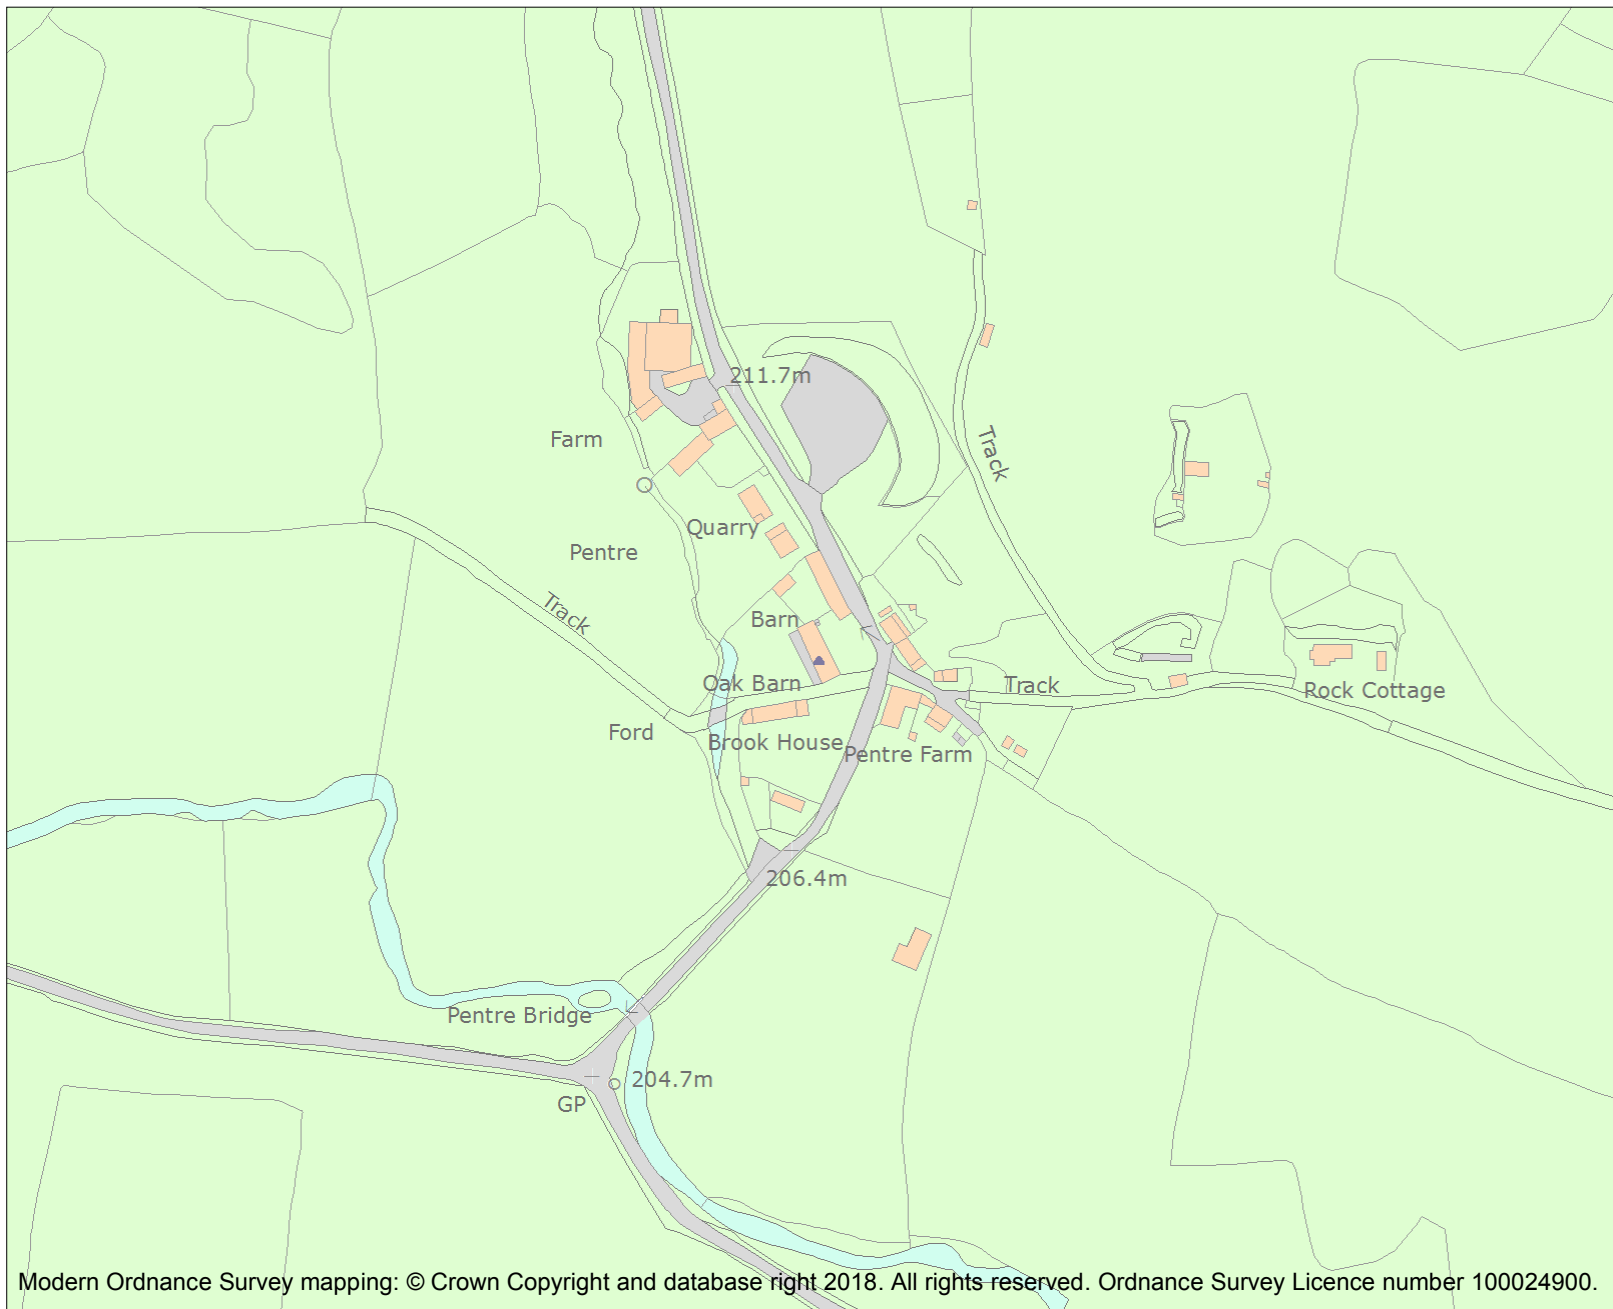 211.7m
Farm
Track
Quarry
Pentre
Track
Barn
Oak Barn
Track
Rock Cottage
Ford
Brook House
Pentre Farm
206.4m
Pentre Bridge
204.7m
GP
Modern Ordnance Survey mapping: © Crown Copyright and database right 2018. All rights reserved. Ordnance Survey Licence number 100024900.